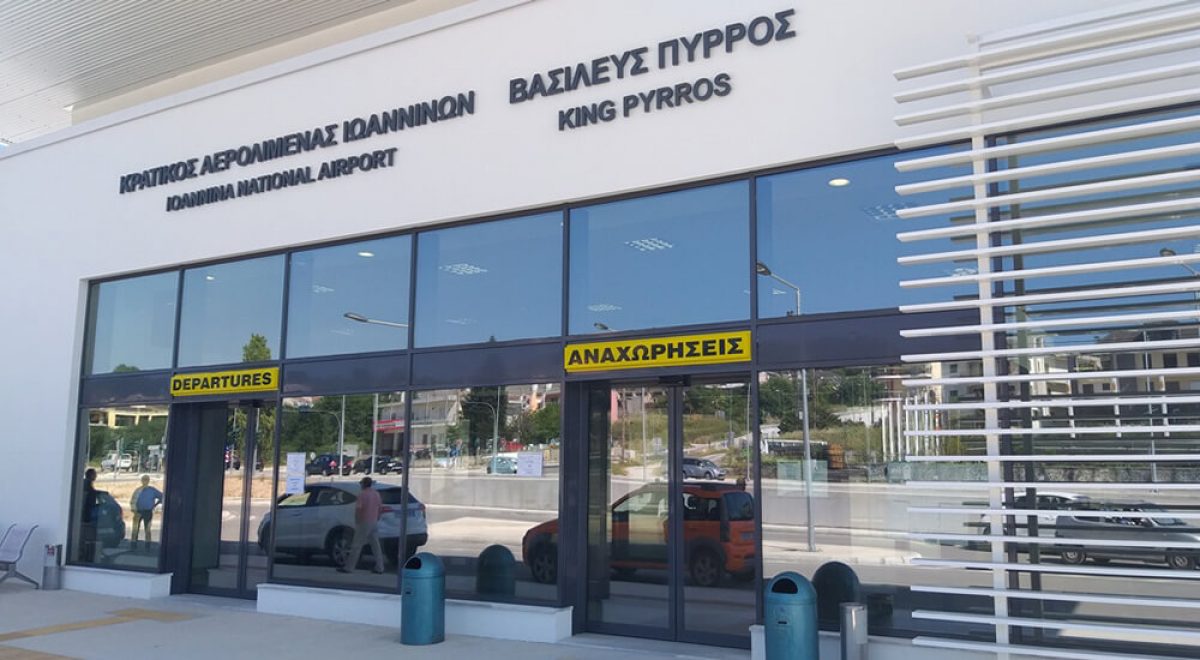 ΚΡΑΤΙΚΟΣ ΑΕΡΟΛΙΜΕΝΑΣ ΙΩΑΝΝΙΝΩΝ
IOANNINA NATIONAL AIRPORT
ΒΑΣΙΛΕΥΣ ΠΥΡΡΟΣ
KING PYRROS
DEPARTURES
ΑΝΑΧΩΡΗΣΕΙΣ